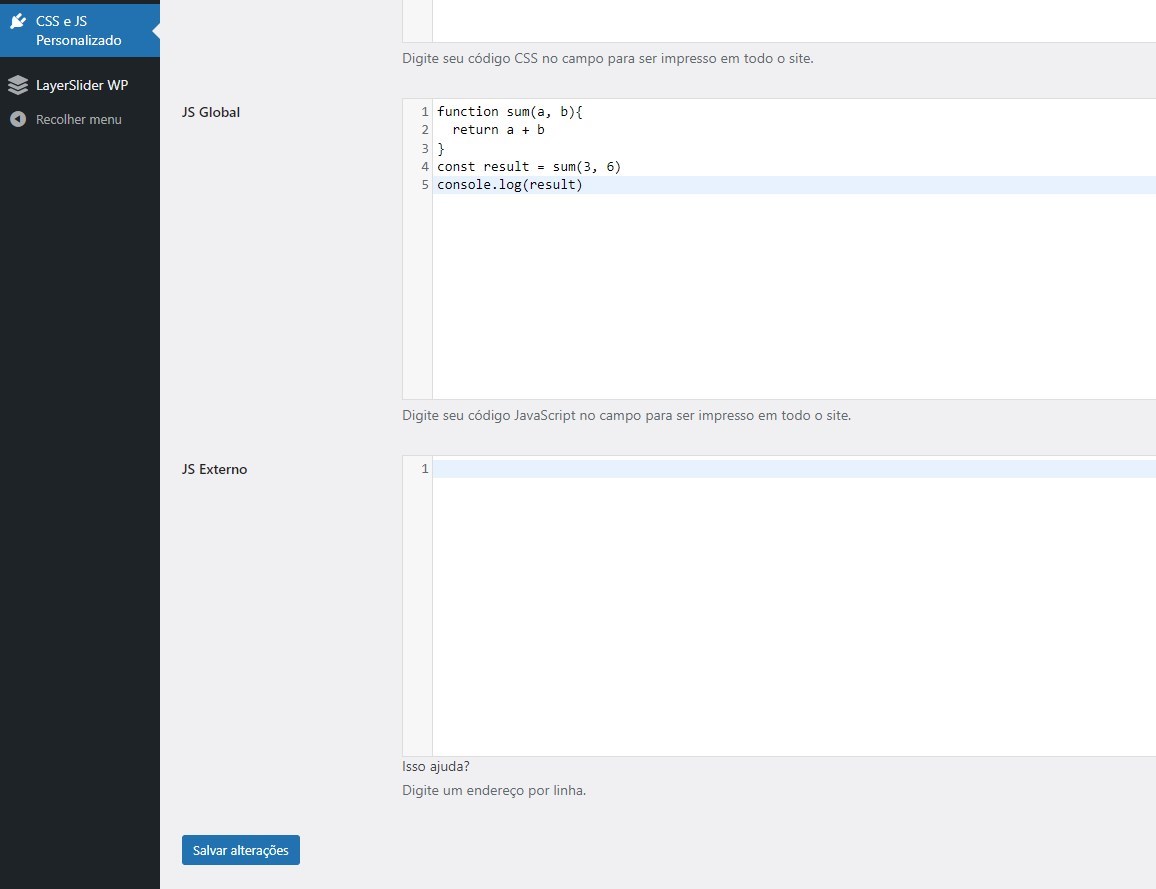 CSS e JS
Personalizado
LayerSlider WP
Recolher menu
Digite seu código CSS no campo para ser impresso em todo o site.
JS Global
1 function sum(a, b){
2   return a + b
3 }
4 const result = sum(3, 6)
5 console.log(result)
Digite seu código JavaScript no campo para ser impresso em todo o site.
JS Externo
1
Isso ajuda?
Digite um endereço por linha.
Salvar alterações